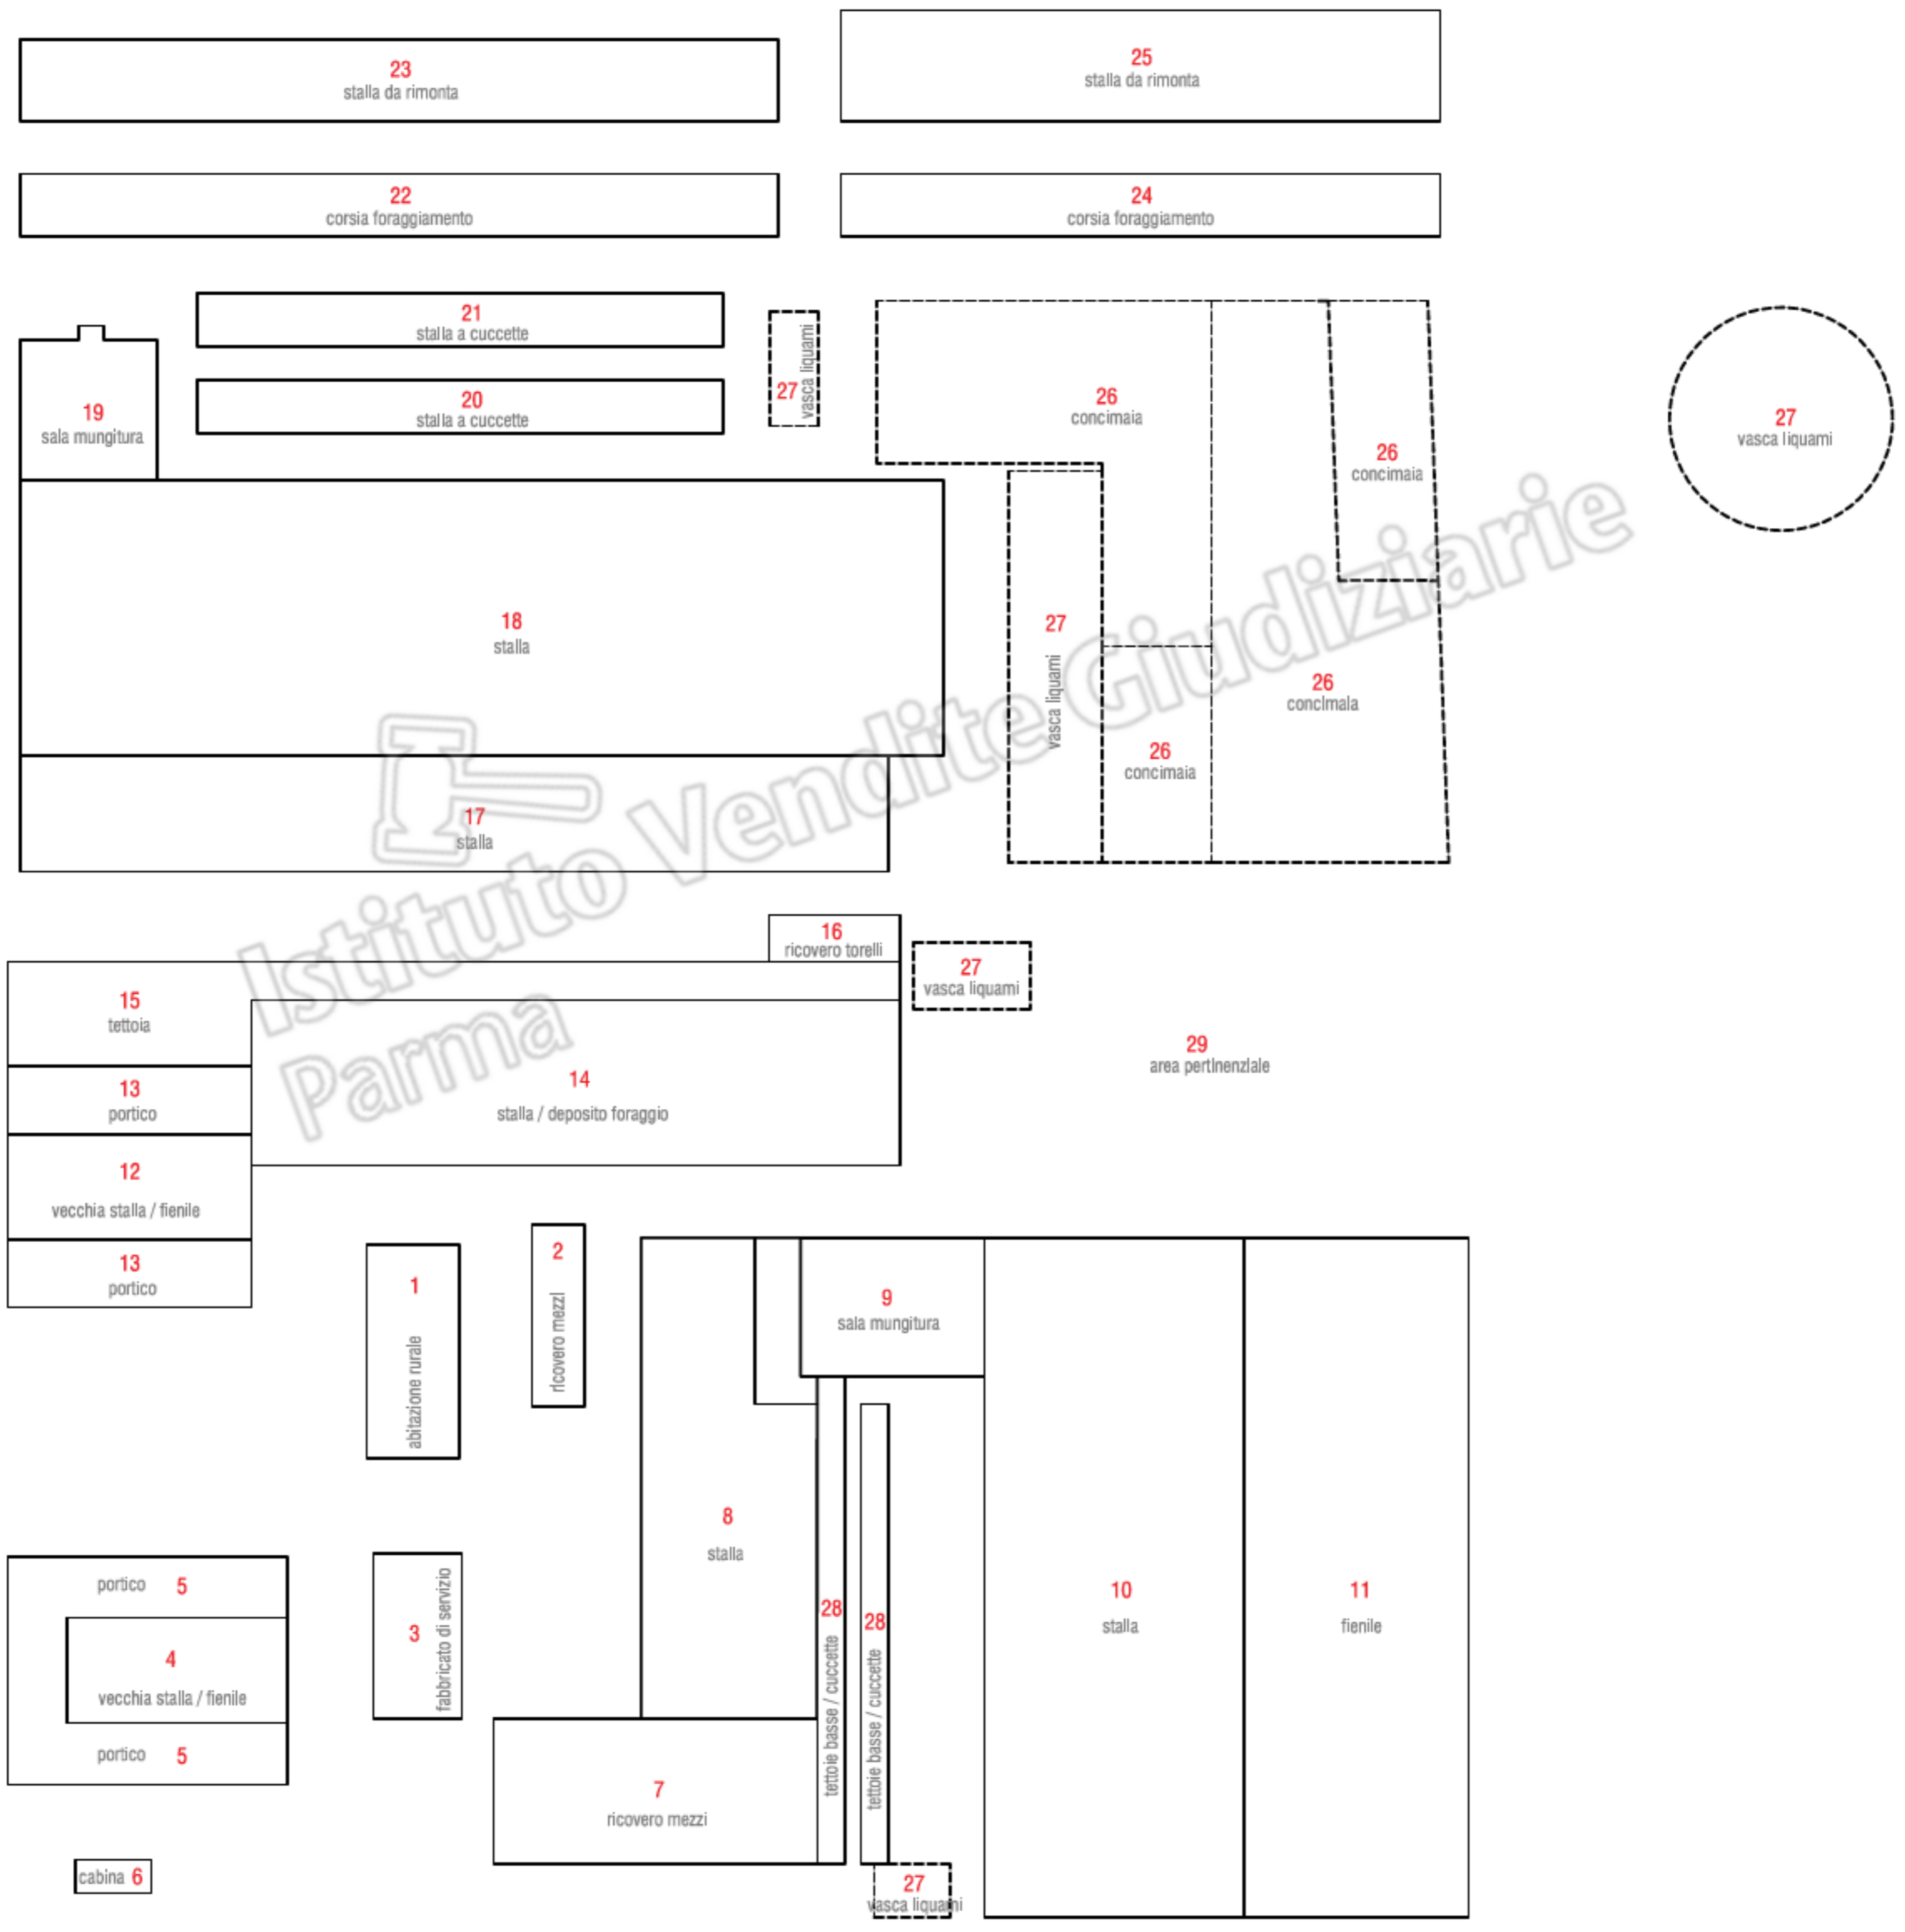 23
stalla da rimonta
25
stalla da rimonta
22
corsia foraggiamento
24
corsia foraggiamento
21
stalla a cuccette
20
stalla a cuccette
27
vasca liquami
26
concimaia
26
concimaia
27
vasca liquami
19
sala mungitura
18
stalla
27
vasca liquami
26
concimaia
26
concimaia
17
stalla
Istituto Vendite Giudiziarie
Parma
16
ricovero torelli
27
vasca liquami
15
tettoia
29
area pertinenziale
13
portico
14
stalla / deposito foraggio
12
vecchia stalla / fienile
13
portico
1
abitazione rurale
2
ricovero mezzi
9
sala mungitura
8
stalla
10
stalla
11
fienile
portico 5
4
vecchia stalla / fienile
portico 5
3
fabbricato di servizio
28
tettoie basse / cuccette
28
tettoie basse / cuccette
7
ricovero mezzi
cabina 6
27
vasca liquami